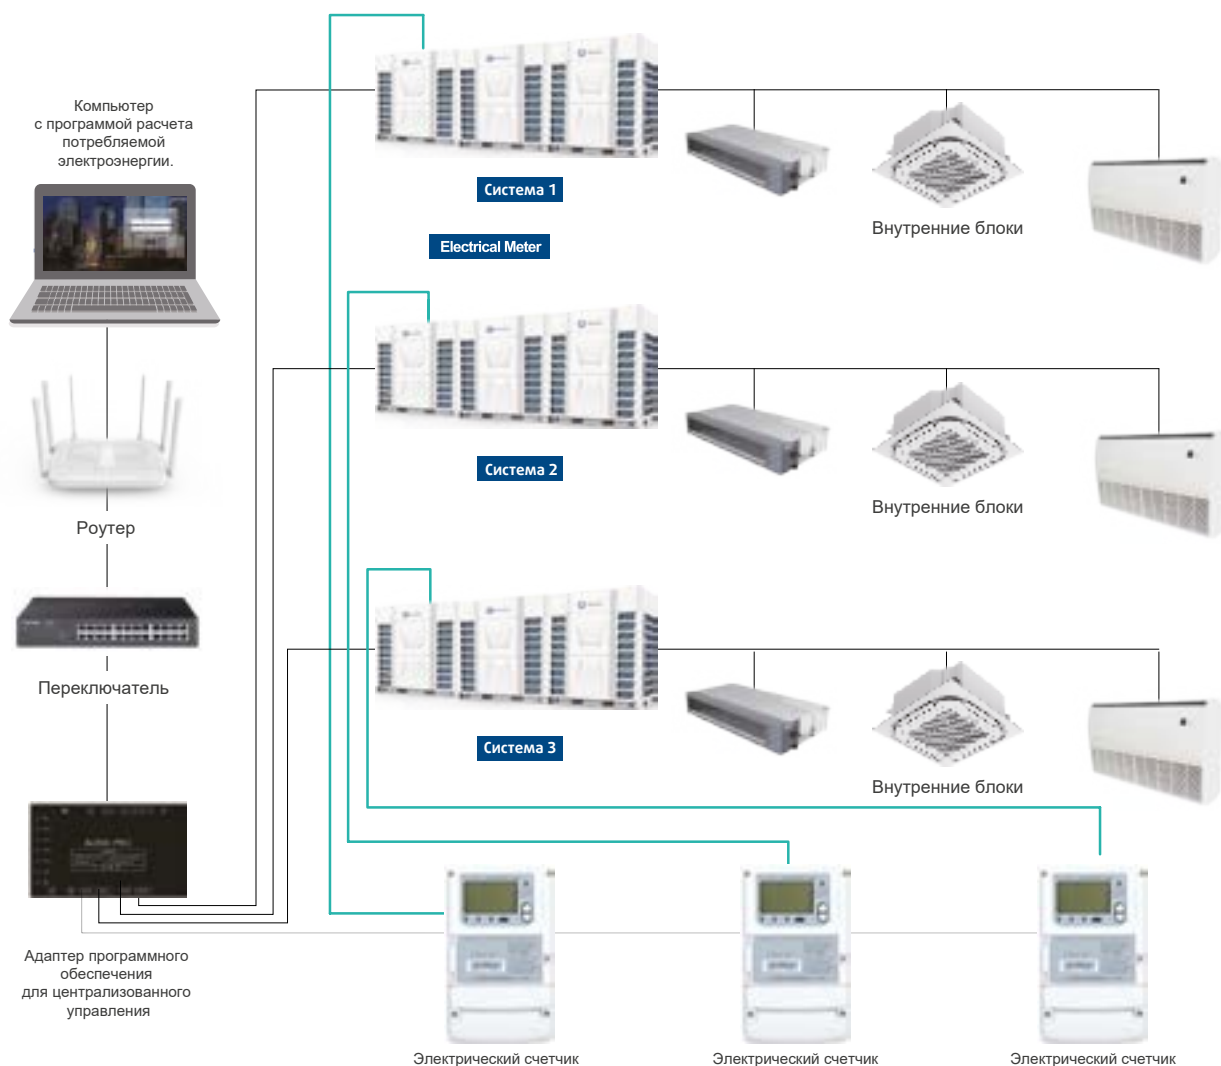 Компьютер
с программой расчета
потребляемой
электроэнергии.
Система 1
Внутренние блоки
Electrical Meter
Система 2
Внутренние блоки
Роутер
Переключатель
Система 3
Внутренние блоки
Адаптер программного
обеспечения
для централизованного
управления
Электрический счетчик
Электрический счетчик
Электрический счетчик